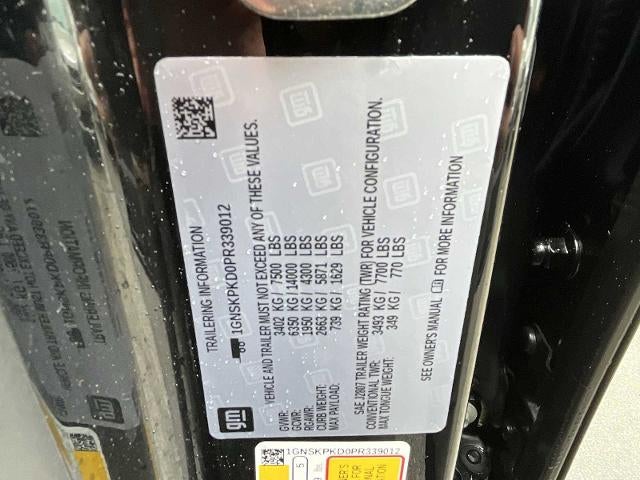 TRAILERING INFORMATION
1GNSKPKD0PR339012
VEHICLE AND TRAILER MUST NOT EXCEED ANY OF THESE VALUES.
GVWR: 3402 KG / 7500 LBS
GCWR: 6350 KG / 14000 LBS
RGAWR: 1950 KG / 4300 LBS
CURB WEIGHT: 2663 KG / 5871 LBS
MAX PAYLOAD: 739 KG / 1629 LBS
SAE J2807 TRAILER WEIGHT RATING (TWR) FOR VEHICLE CONFIGURATION.
CONVENTIONAL TWR: 3493 KG / 7700 LBS
MAX TONGUE WEIGHT: 349 KG / 770 LBS
SEE OWNER'S MANUAL FOR MORE INFORMATION
gm
1GNSKPKD0PR339012
5